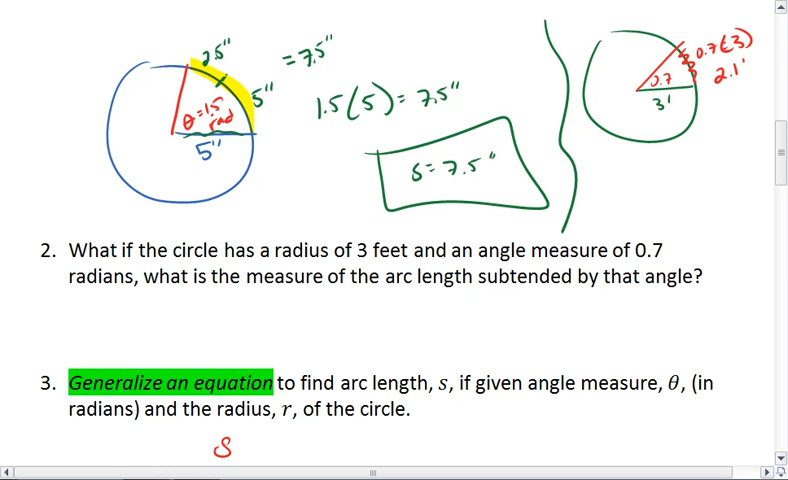 2.5" = 7.5"
5"
θ=1.5
rad
5"
1.5(5) = 7.5"
s = 7.5"
0.7(3)
2.1'
0.7
3'
2. What if the circle has a radius of 3 feet and an angle measure of 0.7
radians, what is the measure of the arc length subtended by that angle?
3. Generalize an equation to find arc length, s, if given angle measure, θ, (in
radians) and the radius, r, of the circle.
S